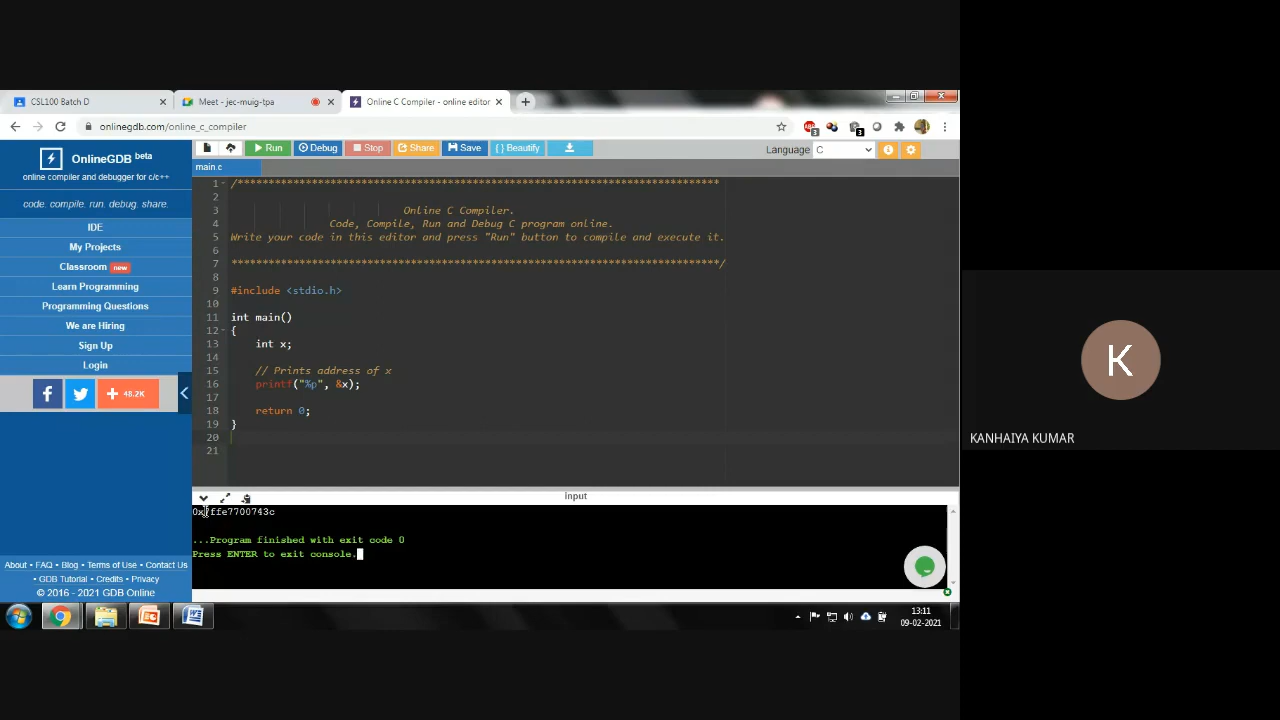 CSL100 Batch D
Meet - jec-muig-tpa
Online C Compiler - online editor
onlinegdb.com/online_c_compiler
OnlineGDB beta
online compiler and debugger for c/c++
code. compile. run. debug. share.
IDE
My Projects
Classroom new
Learn Programming
Programming Questions
We are Hiring
Sign Up
Login
f
+ 48.2K
About • FAQ • Blog • Terms of Use • Contact Us
• GDB Tutorial • Credits • Privacy
© 2016 - 2021 GDB Online
Run Debug Stop Share Save { } Beautify
Language C
main.c
1 /******************************************************************************
2
3 Online C Compiler.
4 Code, Compile, Run and Debug C program online.
5 Write your code in this editor and press "Run" button to compile and execute it.
6
7 *******************************************************************************/
8
9 #include <stdio.h>
10
11 int main()
12 {
13 int x;
14
15 // Prints address of x
16 printf("%p", &x);
17
18 return 0;
19 }
20
21
input
...Program finished with exit code 0
Press ENTER to exit console.
13:11
09-02-2021
K
KANHAIYA KUMAR